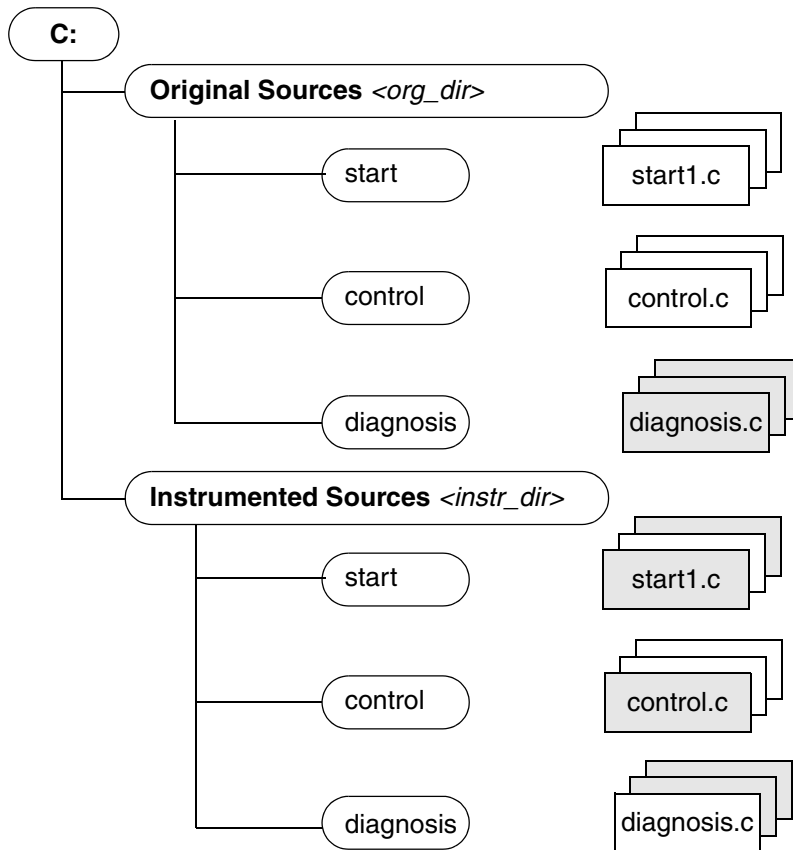 C:
Original Sources <org_dir>
start
start1.c
control
control.c
diagnosis
diagnosis.c
Instrumented Sources <instr_dir>
start
start1.c
control
control.c
diagnosis
diagnosis.c